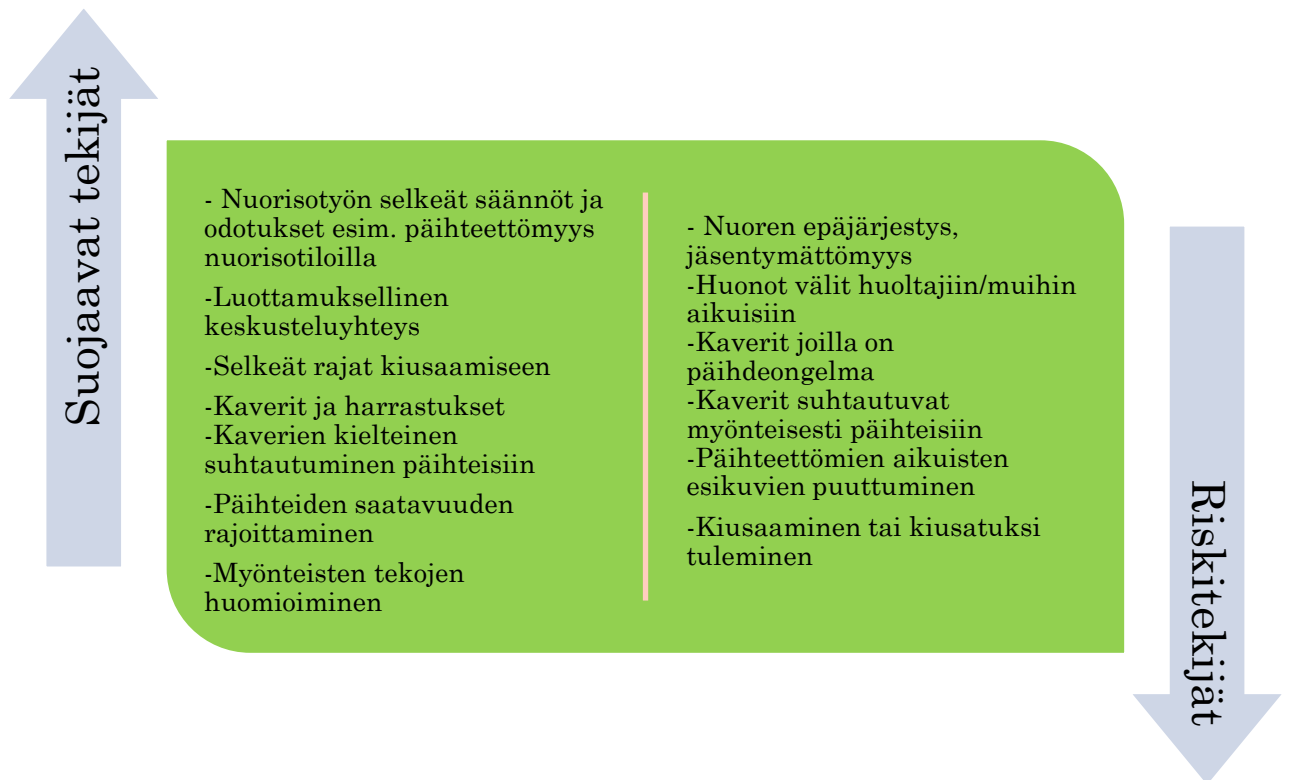 Suojaavat tekijät
- Nuorisotyön selkeät säännöt ja
odotukset esim. päihteettömyys
nuorisotiloilla
-Luottamuksellinen
keskusteluyhteys
-Selkeät rajat kiusaamiseen
-Kaverit ja harrastukset
-Kaverien kielteinen
suhtautuminen päihteisiin
-Päihteiden saatavuuden
rajoittaminen
-Myönteisten tekojen
huomioiminen
- Nuoren epäjärjestys,
jäsentymättömyys
-Huonot välit huoltajiin/muihin
aikuisiin
-Kaverit joilla on
päihdeongelma
-Kaverit suhtautuvat
myönteisesti päihteisiin
-Päihteettömien aikuisten
esikuvien puuttuminen
-Kiusaaminen tai kiusatuksi
tuleminen
Riskitekijät